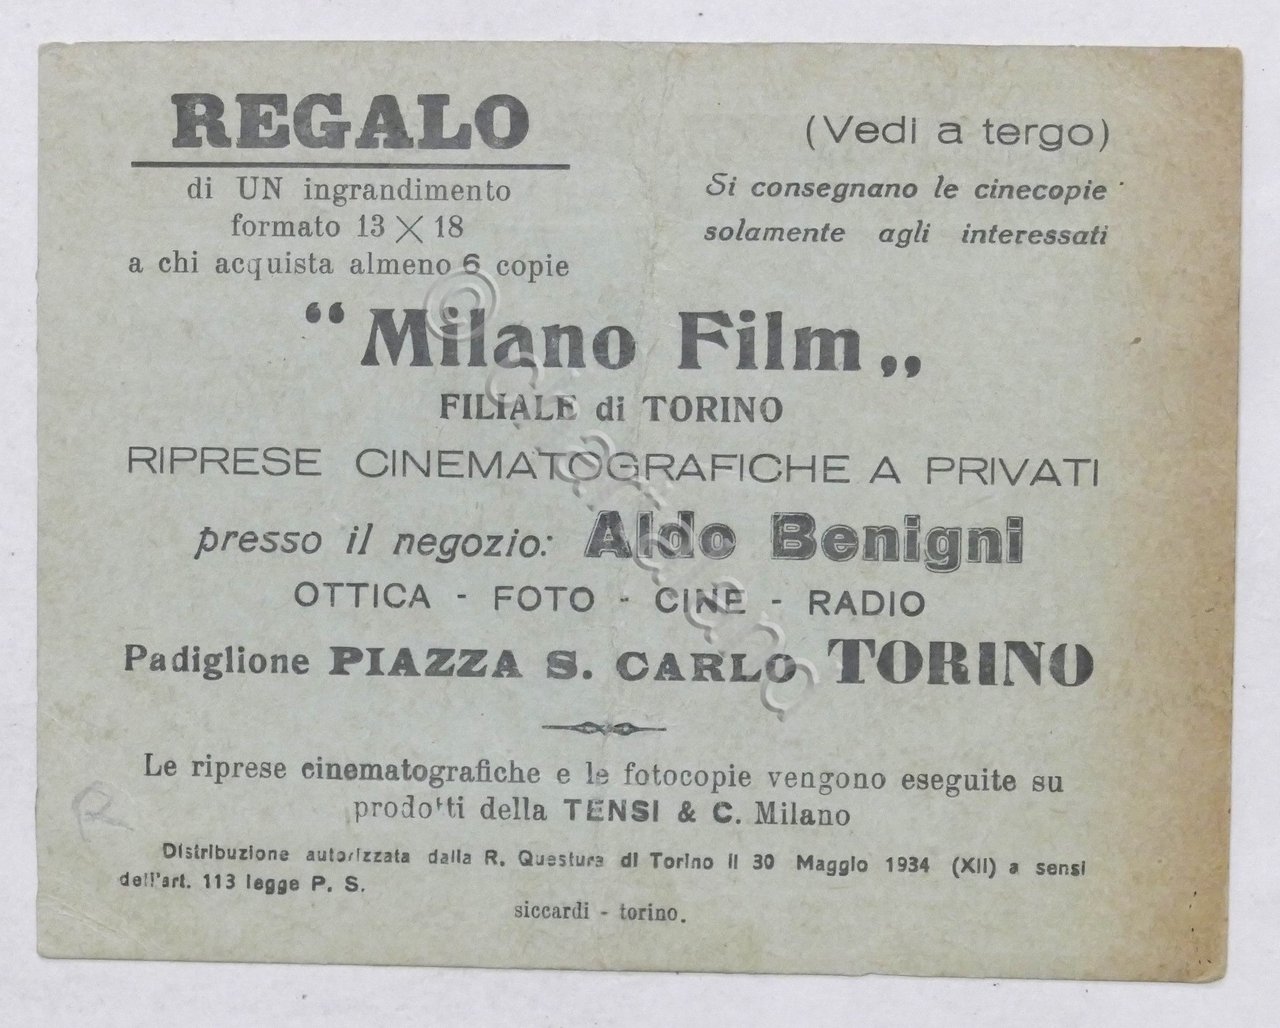 REGALO
di UN ingrandimento
formato 13 X 18
a chi acquista almeno 6 copie
(Vedi a tergo)
Si consegnano le cinecopie
solamente agli interessati
“Milano Film„
FILIALE di TORINO
RIPRESE CINEMATOGRAFICHE A PRIVATI
presso il negozio: Aldo Benigni
OTTICA - FOTO - CINE - RADIO
Padiglione PIAZZA S. CARLO TORINO
Le riprese cinematografiche e le fotocopie vengono eseguite su
prodotti della TENSI & C. Milano
Distribuzione autorizzata dalla R. Questura di Torino il 30 Maggio 1934 (XII) a sensi
dell'art. 113 legge P. S.
siccardi - torino.
R
© Cartalano